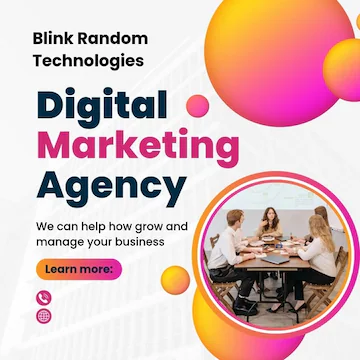 Blink Random
Technologies
Digital
Marketing
Agency
We can help how grow and
manage your business
Learn more: